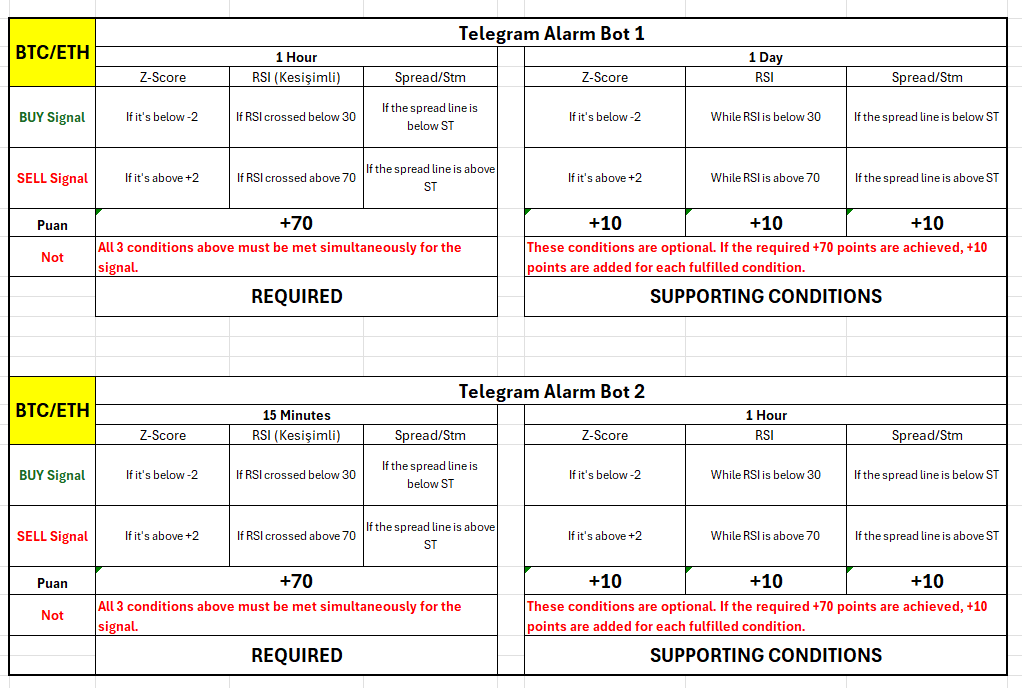 BTC/ETH
Telegram Alarm Bot 1
1 Hour
1 Day
Z-Score
RSI (Kesişimli)
Spread/Stm
Z-Score
RSI
Spread/Stm
BUY Signal
If it's below -2
If RSI crossed below 30
If the spread line is
below ST
If it's below -2
While RSI is below 30
If the spread line is below ST
SELL Signal
If it's above +2
If RSI crossed above 70
If the spread line is above
ST
If it's above +2
While RSI is above 70
If the spread line is above ST
Puan
+70
+10
+10
+10
Not
All 3 conditions above must be met simultaneously for the
signal.
These conditions are optional. If the required +70 points are achieved, +10
points are added for each fulfilled condition.
REQUIRED
SUPPORTING CONDITIONS
BTC/ETH
Telegram Alarm Bot 2
15 Minutes
1 Hour
Z-Score
RSI (Kesişimli)
Spread/Stm
Z-Score
RSI
Spread/Stm
BUY Signal
If it's below -2
If RSI crossed below 30
If the spread line is
below ST
If it's below -2
While RSI is below 30
If the spread line is below ST
SELL Signal
If it's above +2
If RSI crossed above 70
If the spread line is above
ST
If it's above +2
While RSI is above 70
If the spread line is above ST
Puan
+70
+10
+10
+10
Not
All 3 conditions above must be met simultaneously for the
signal.
These conditions are optional. If the required +70 points are achieved, +10
points are added for each fulfilled condition.
REQUIRED
SUPPORTING CONDITIONS